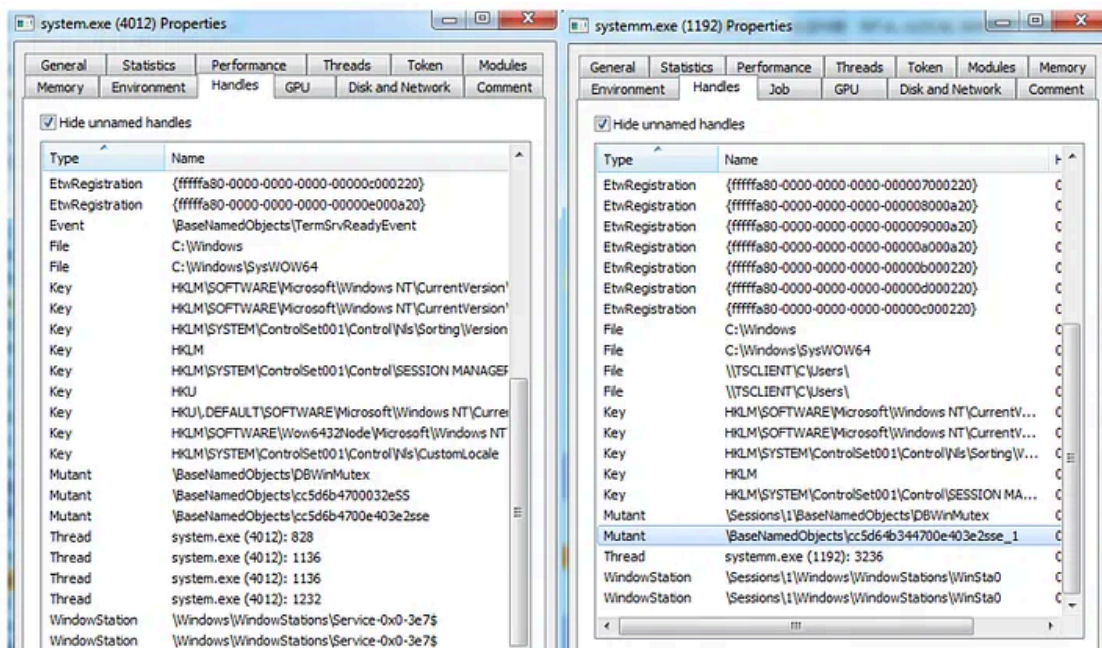 system.exe (4012) Properties
General Statistics Performance Threads Token Modules
Memory Environment Handles GPU Disk and Network Comment
Hide unnamed handles
Type Name
EtwRegistration {fffffa80-0000-0000-0000-00000c000220}
EtwRegistration {fffffa80-0000-0000-0000-00000e000a20}
Event \BaseNamedObjects\TermSrvReadyEvent
File C:\Windows
File C:\Windows\SysWOW64
Key HKLM\SOFTWARE\Microsoft\Windows NT\CurrentVersion\
Key HKLM\SOFTWARE\Microsoft\Windows NT\CurrentVersion\
Key HKLM\SYSTEM\ControlSet001\Control\Nls\Sorting\Version
Key HKLM
Key HKLM\SYSTEM\ControlSet001\Control\SESSION MANAGER
Key HKU
Key HKU\.DEFAULT\SOFTWARE\Microsoft\Windows NT\Curre
Key HKLM\SOFTWARE\Wow6432Node\Microsoft\Windows NT
Key HKLM\SYSTEM\ControlSet001\Control\Nls\CustomLocale
Mutant \BaseNamedObjects\DBWinMutex
Mutant \BaseNamedObjects\cc5d6b4700032eSS
Mutant \BaseNamedObjects\cc5d6b4700e403e2sse
Thread system.exe (4012): 828
Thread system.exe (4012): 1136
Thread system.exe (4012): 1136
Thread system.exe (4012): 1232
WindowStation \Windows\WindowStations\Service-0x0-3e7$
WindowStation \Windows\WindowStations\Service-0x0-3e7$
systemm.exe (1192) Properties
General Statistics Performance Threads Token Modules Memory
Environment Handles Job GPU Disk and Network Comment
Hide unnamed handles
Type Name H
EtwRegistration {fffffa80-0000-0000-0000-000007000220}
EtwRegistration {fffffa80-0000-0000-0000-000008000a20}
EtwRegistration {fffffa80-0000-0000-0000-000009000a20}
EtwRegistration {fffffa80-0000-0000-0000-00000a000a20}
EtwRegistration {fffffa80-0000-0000-0000-00000b000220}
EtwRegistration {fffffa80-0000-0000-0000-00000d000220}
EtwRegistration {fffffa80-0000-0000-0000-00000c000220}
File C:\Windows
File C:\Windows\SysWOW64
File \\TSCLIENT\C\Users\
File \\TSCLIENT\C\Users\
Key HKLM\SOFTWARE\Microsoft\Windows NT\CurrentV...
Key HKLM\SOFTWARE\Microsoft\Windows NT\CurrentV...
Key HKLM\SYSTEM\ControlSet001\Control\Nls\Sorting\V...
Key HKLM
Key HKLM\SYSTEM\ControlSet001\Control\SESSION MA...
Mutant \Sessions\1\BaseNamedObjects\DBWinMutex
Mutant \BaseNamedObjects\cc5d64b344700e403e2sse_1
Thread systemm.exe (1192): 3236
WindowStation \Sessions\1\Windows\WindowStations\WinSta0
WindowStation \Sessions\1\Windows\WindowStations\WinSta0